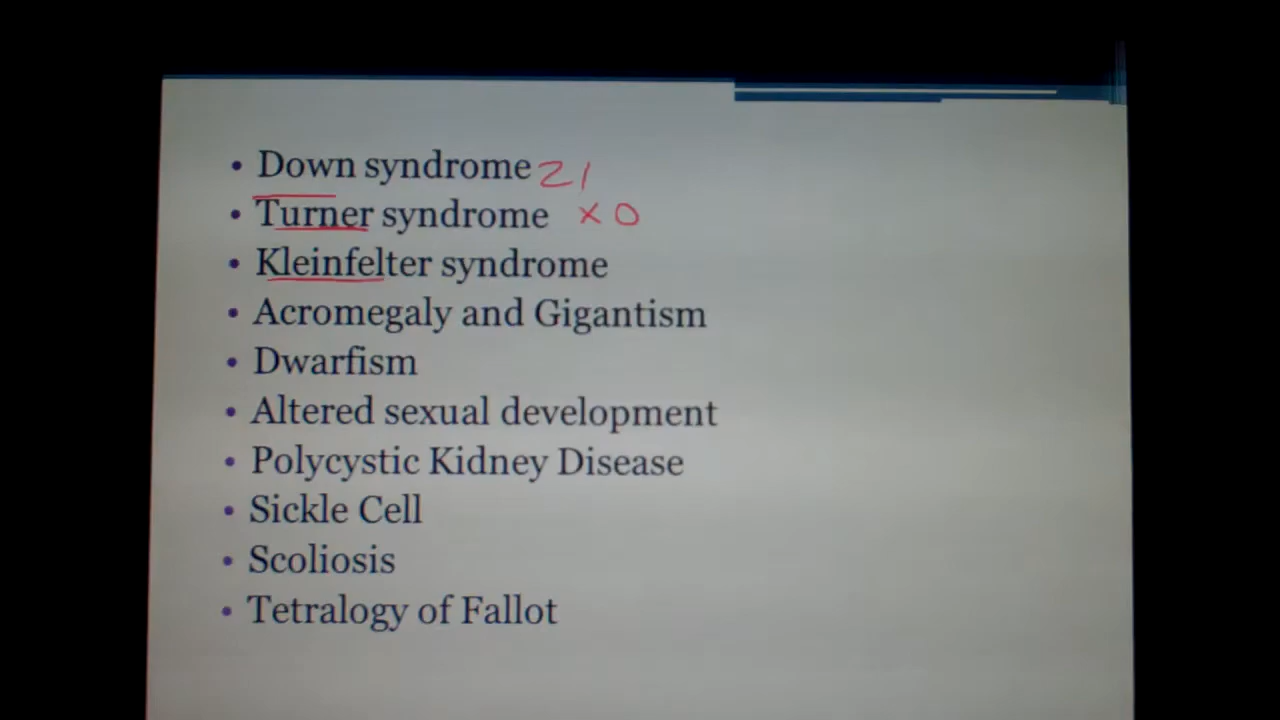 • Down syndrome 21
• Turner syndrome XO
• Kleinfelter syndrome
• Acromegaly and Gigantism
• Dwarfism
• Altered sexual development
• Polycystic Kidney Disease
• Sickle Cell
• Scoliosis
• Tetralogy of Fallot